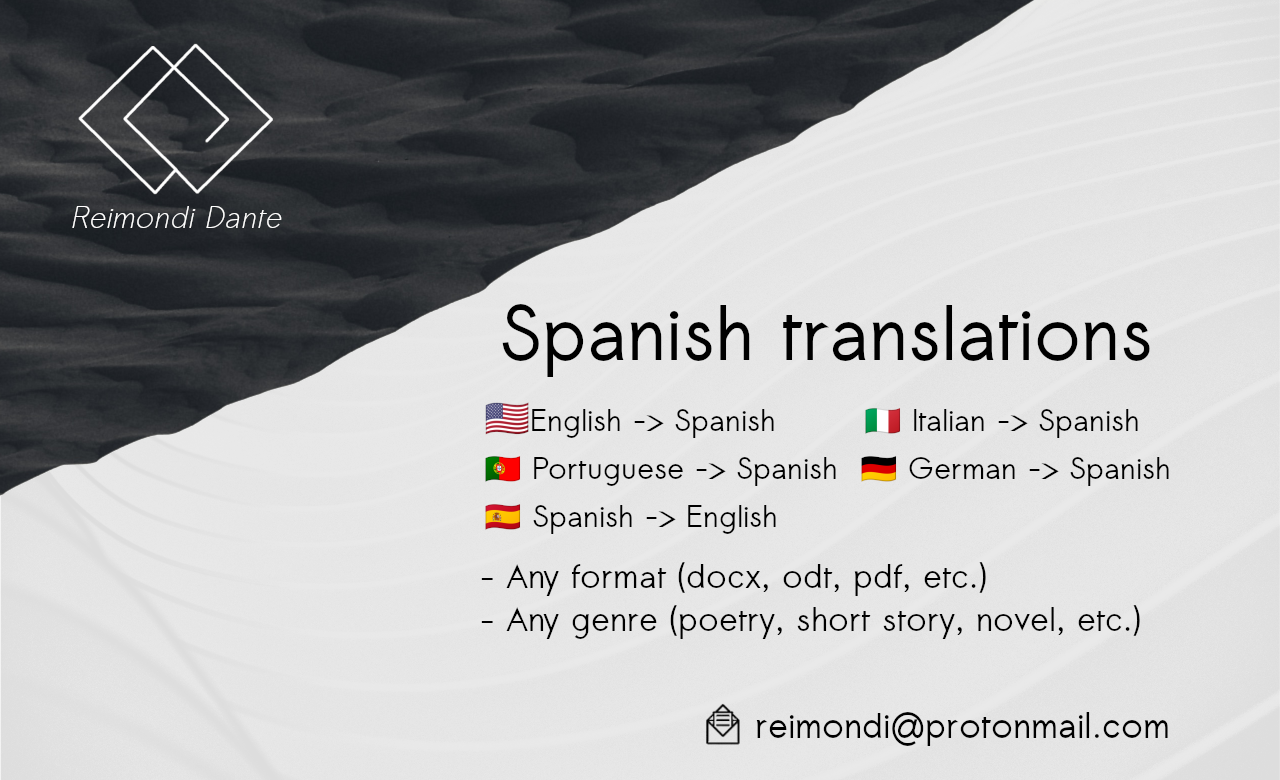 Reimondi Dante
Spanish translations
English -> Spanish
Italian -> Spanish
Portuguese -> Spanish
German -> Spanish
Spanish -> English
- Any format (docx, odt, pdf, etc.)
- Any genre (poetry, short story, novel, etc.)
reimondi@protonmail.com